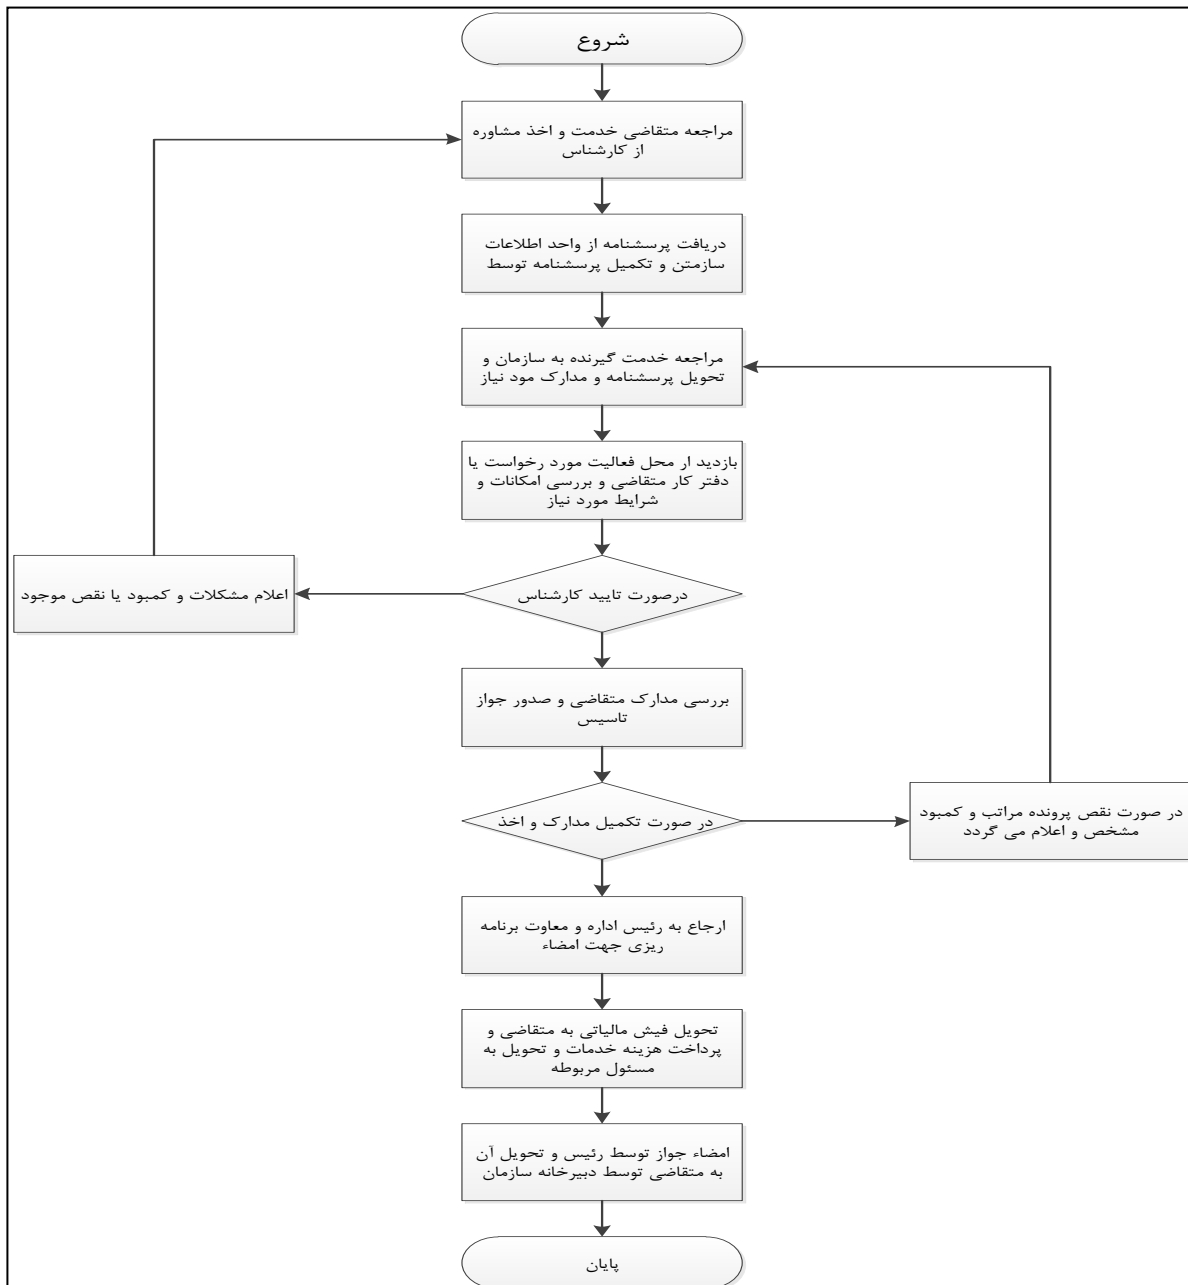 شروع
مراجعه متقاضی خدمت و اخذ مشاوره
از کارشناس
دریافت پرسشنامه از واحد اطلاعات
سازمتن و تکمیل پرسشنامه توسط
مراجعه خدمت گیرنده به سازمان و
تحویل پرسشنامه و مدارک مود نیاز
بازدید ار محل فعالیت مورد رخواست یا
دفتر کار متقاضی و بررسی امکانات و
شرایط مورد نیاز
درصورت تایید کارشناس
اعلام مشکلات و کمبود یا نقص موجود
بررسی مدارک متقاضی و صدور جواز
تاسیس
در صورت تکمیل مدارک و اخذ
در صورت نقص پرونده مراتب و کمبود
مشخص و اعلام می گردد
ارجاع به رئیس اداره و معاوت برنامه
ریزی جهت امضاء
تحویل فیش مالیاتی به متقاضی و
پرداخت هزینه خدمات و تحویل به
مسئول مربوطه
امضاء جواز توسط رئیس و تحویل آن
به متقاضی توسط دبیرخانه سازمان
پایان